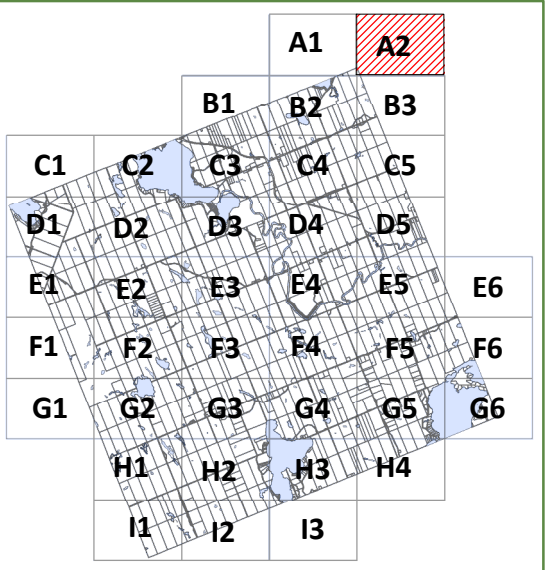 A1 A2
B1 B2 B3
C1 C2 C3 C4 C5
D1 D2 D3 D4 D5
E1 E2 E3 E4 E5 E6
F1 F2 F3 F4 F5 F6
G1 G2 G3 G4 G5 G6
H1 H2 H3 H4
I1 I2 I3